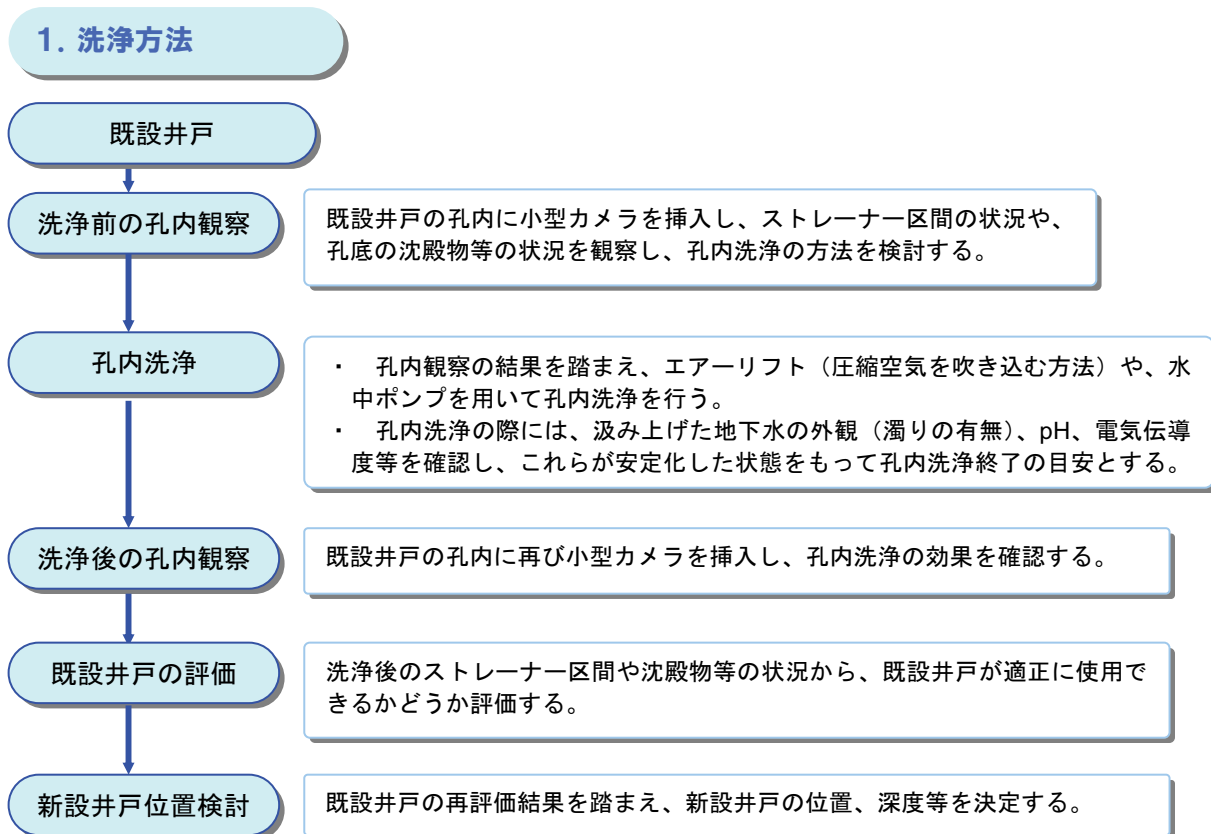 1. 洗浄方法
既設井戸
洗浄前の孔内観察
既設井戸の孔内に小型カメラを挿入し、ストレーナー区間の状況や、
孔底の沈殿物等の状況を観察し、孔内洗浄の方法を検討する。
孔内洗浄
・　孔内観察の結果を踏まえ、エアーリフト（圧縮空気を吹き込む方法）や、水
中ポンプを用いて孔内洗浄を行う。
・　孔内洗浄の際には、汲み上げた地下水の外観（濁りの有無）、pH、電気伝導
度等を確認し、これらが安定化した状態をもって孔内洗浄終了の目安とする。
洗浄後の孔内観察
既設井戸の孔内に再び小型カメラを挿入し、孔内洗浄の効果を確認する。
既設井戸の評価
洗浄後のストレーナー区間や沈殿物等の状況から、既設井戸が適正に使用で
きるかどうか評価する。
新設井戸位置検討
既設井戸の再評価結果を踏まえ、新設井戸の位置、深度等を決定する。